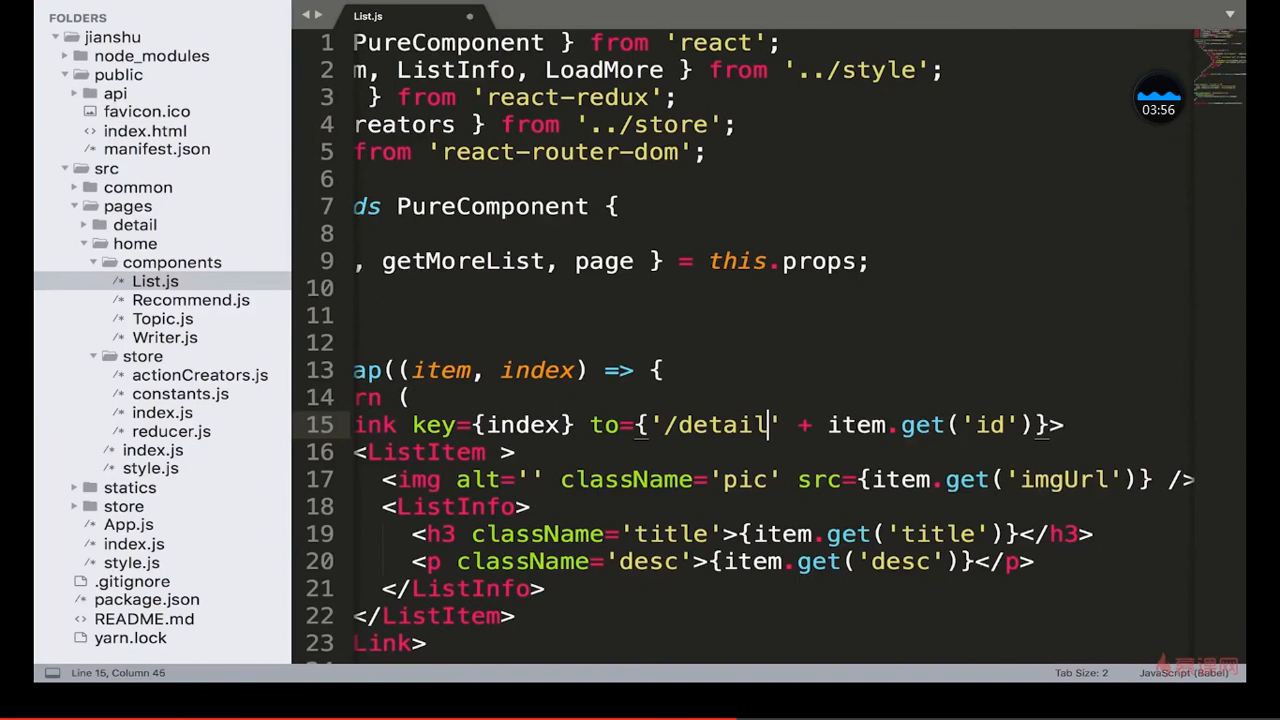 FOLDERS
jianshu
node_modules
public
api
favicon.ico
<> index.html
manifest.json
src
common
pages
detail
home
components
/* List.js
/* Recommend.js
/* Topic.js
/* Writer.js
store
/* actionCreators.js
/* constants.js
/* index.js
/* reducer.js
/* index.js
/* style.js
statics
store
/* App.js
/* index.js
/* style.js
.gitignore
package.json
README.md
yarn.lock
List.js
1 PureComponent } from 'react';
2 m, ListInfo, LoadMore } from '../style';
3 } from 'react-redux';
4 reators } from '../store';
5 from 'react-router-dom';
6
7 ds PureComponent {
8
9 , getMoreList, page } = this.props;
10
11
12
13 ap((item, index) => {
14 rn (
15 ink key={index} to={'/detail' + item.get('id')}>
16 <ListItem >
17 <img alt='' className='pic' src={item.get('imgUrl')} />
18 <ListInfo>
19 <h3 className='title'>{item.get('title')}</h3>
20 <p className='desc'>{item.get('desc')}</p>
21 </ListInfo>
22 </ListItem>
23 Link>
03:56
Line 15, Column 46
Tab Size: 2
JavaScript (Babel)
慕课网